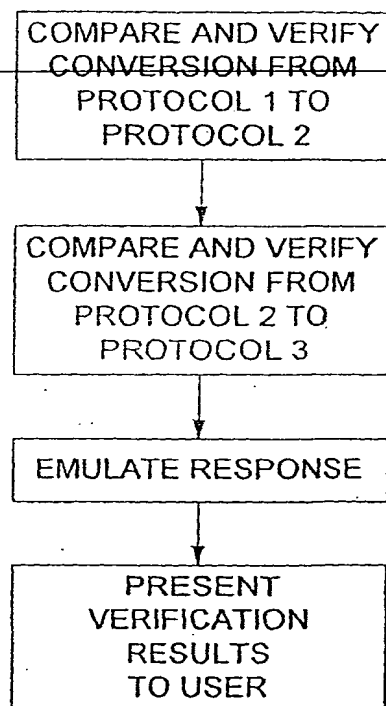 COMPARE AND VERIFY
CONVERSION FROM
PROTOCOL 1 TO
PROTOCOL 2
COMPARE AND VERIFY
CONVERSION FROM
PROTOCOL 2 TO
PROTOCOL 3
EMULATE RESPONSE
PRESENT
VERIFICATION
RESULTS
TO USER